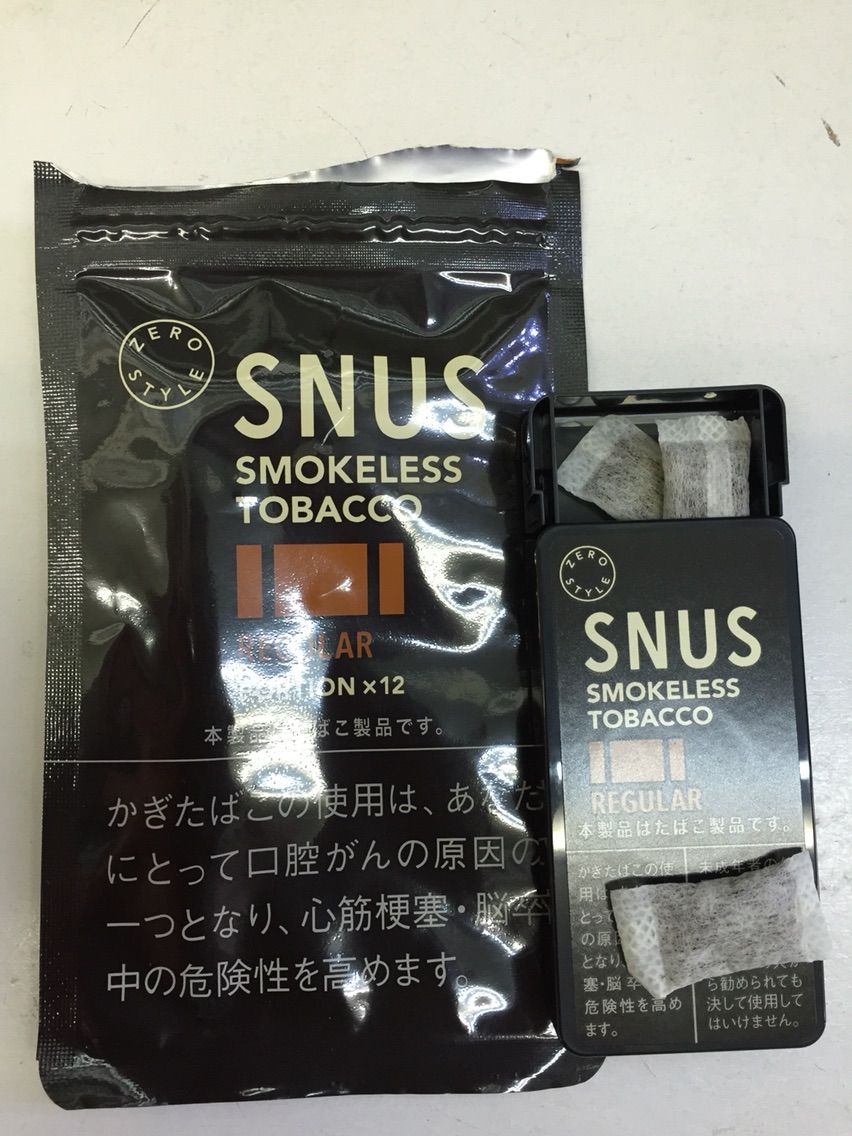 ZERO STYLE
SNUS
SMOKELESS
TOBACCO
REGULAR
PORTION ×12
本製品はたばこ製品です。
かぎたばこの使用は、あなた
にとって口腔がんの原因の
一つとなり、心筋梗塞・脳卒
中の危険性を高めます。
ZERO STYLE
SNUS
SMOKELESS
TOBACCO
REGULAR
本製品はたばこ製品です。
かぎたばこの使
用は、
とって
の原
となり、
塞・脳卒
危険性を高め
ます。
未成年者の
ら勧められても
決して使用して
はいけません。